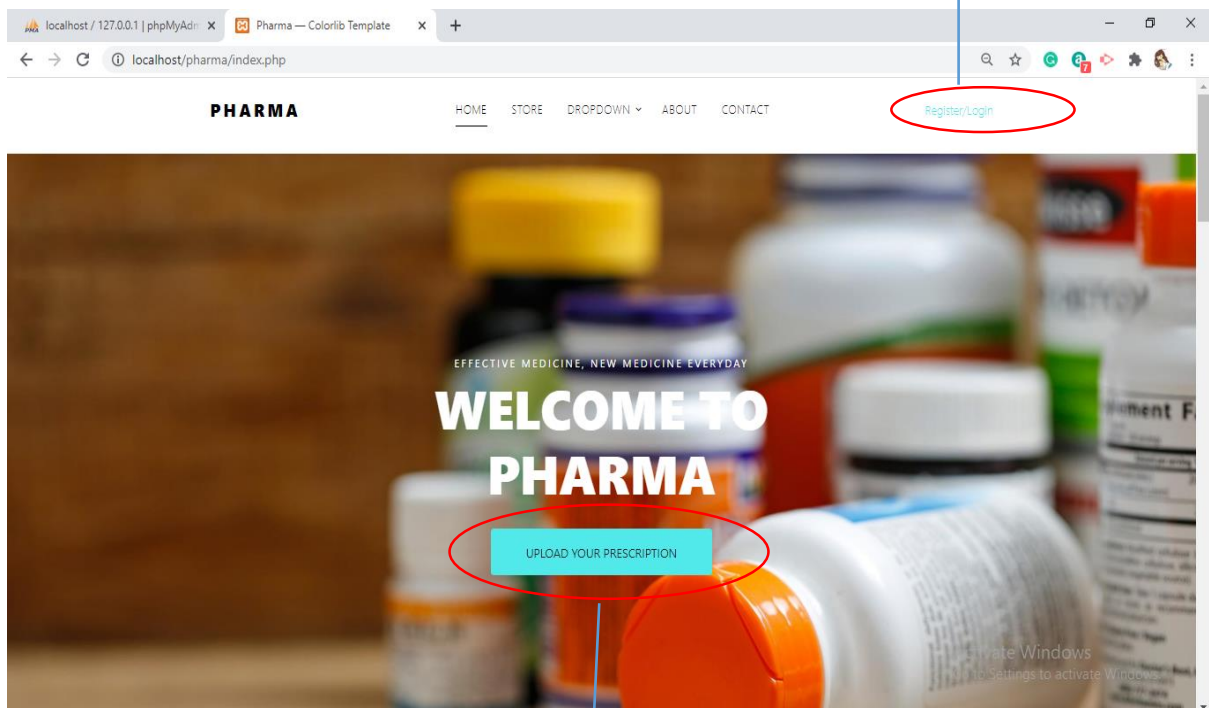 localhost / 127.0.0.1 | phpMyAdn
Pharma — Colorlib Template
localhost/pharma/index.php
7
PHARMA
HOME STORE DROPDOWN ABOUT CONTACT
Register/Login
EFFECTIVE MEDICINE, NEW MEDICINE EVERYDAY
WELCOME TO
PHARMA
UPLOAD YOUR PRESCRIPTION
Windows
to Settings to activate Windows.